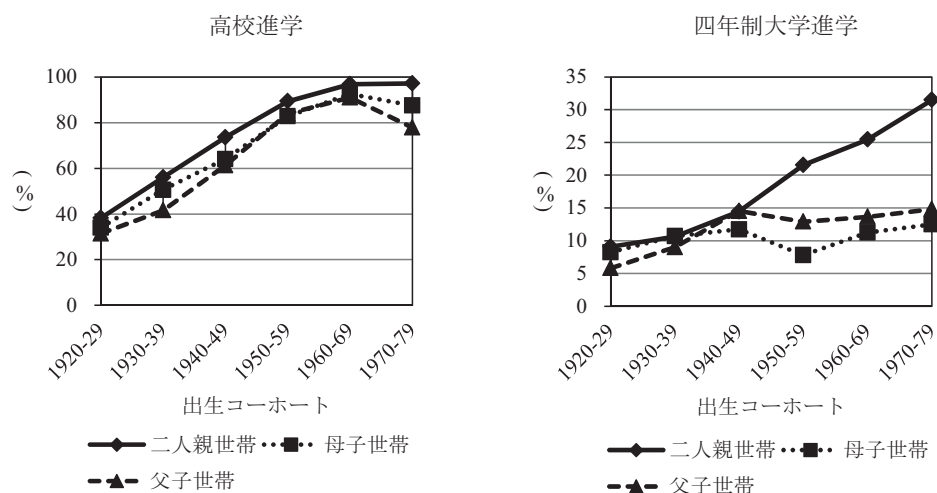 高校進学
100
80
60
40
20
0
(%)
1920-29
1930-39
1940-49
1950-59
1960-69
1970-79
出生コーホート
二人親世帯
母子世帯
父子世帯
四年制大学進学
35
30
25
20
15
10
5
0
(%)
1920-29
1930-39
1940-49
1950-59
1960-69
1970-79
出生コーホート
二人親世帯
母子世帯
父子世帯